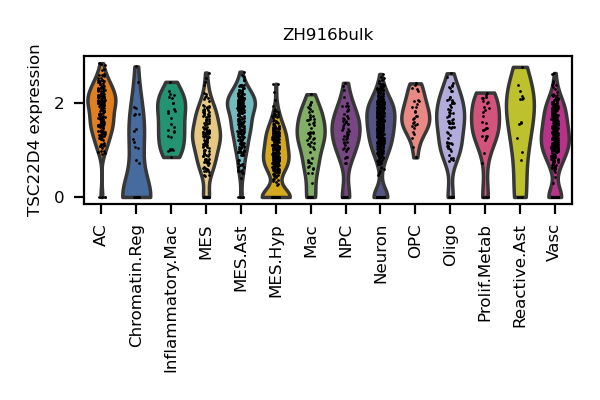 ZH916bulk
TSC22D4 expression
2
0
AC
Chromatin.Reg
Inflammatory.Mac
MES
MES.Ast
MES.Hyp
Mac
NPC
Neuron
OPC
Oligo
Prolif.Metab
Reactive.Ast
Vasc